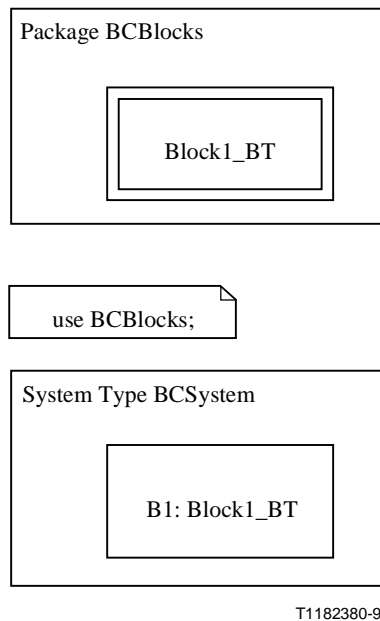 Package BCBlocks
Block1_BT
use BCBlocks;
System Type BCSystem
B1: Block1_BT
T1182380-9